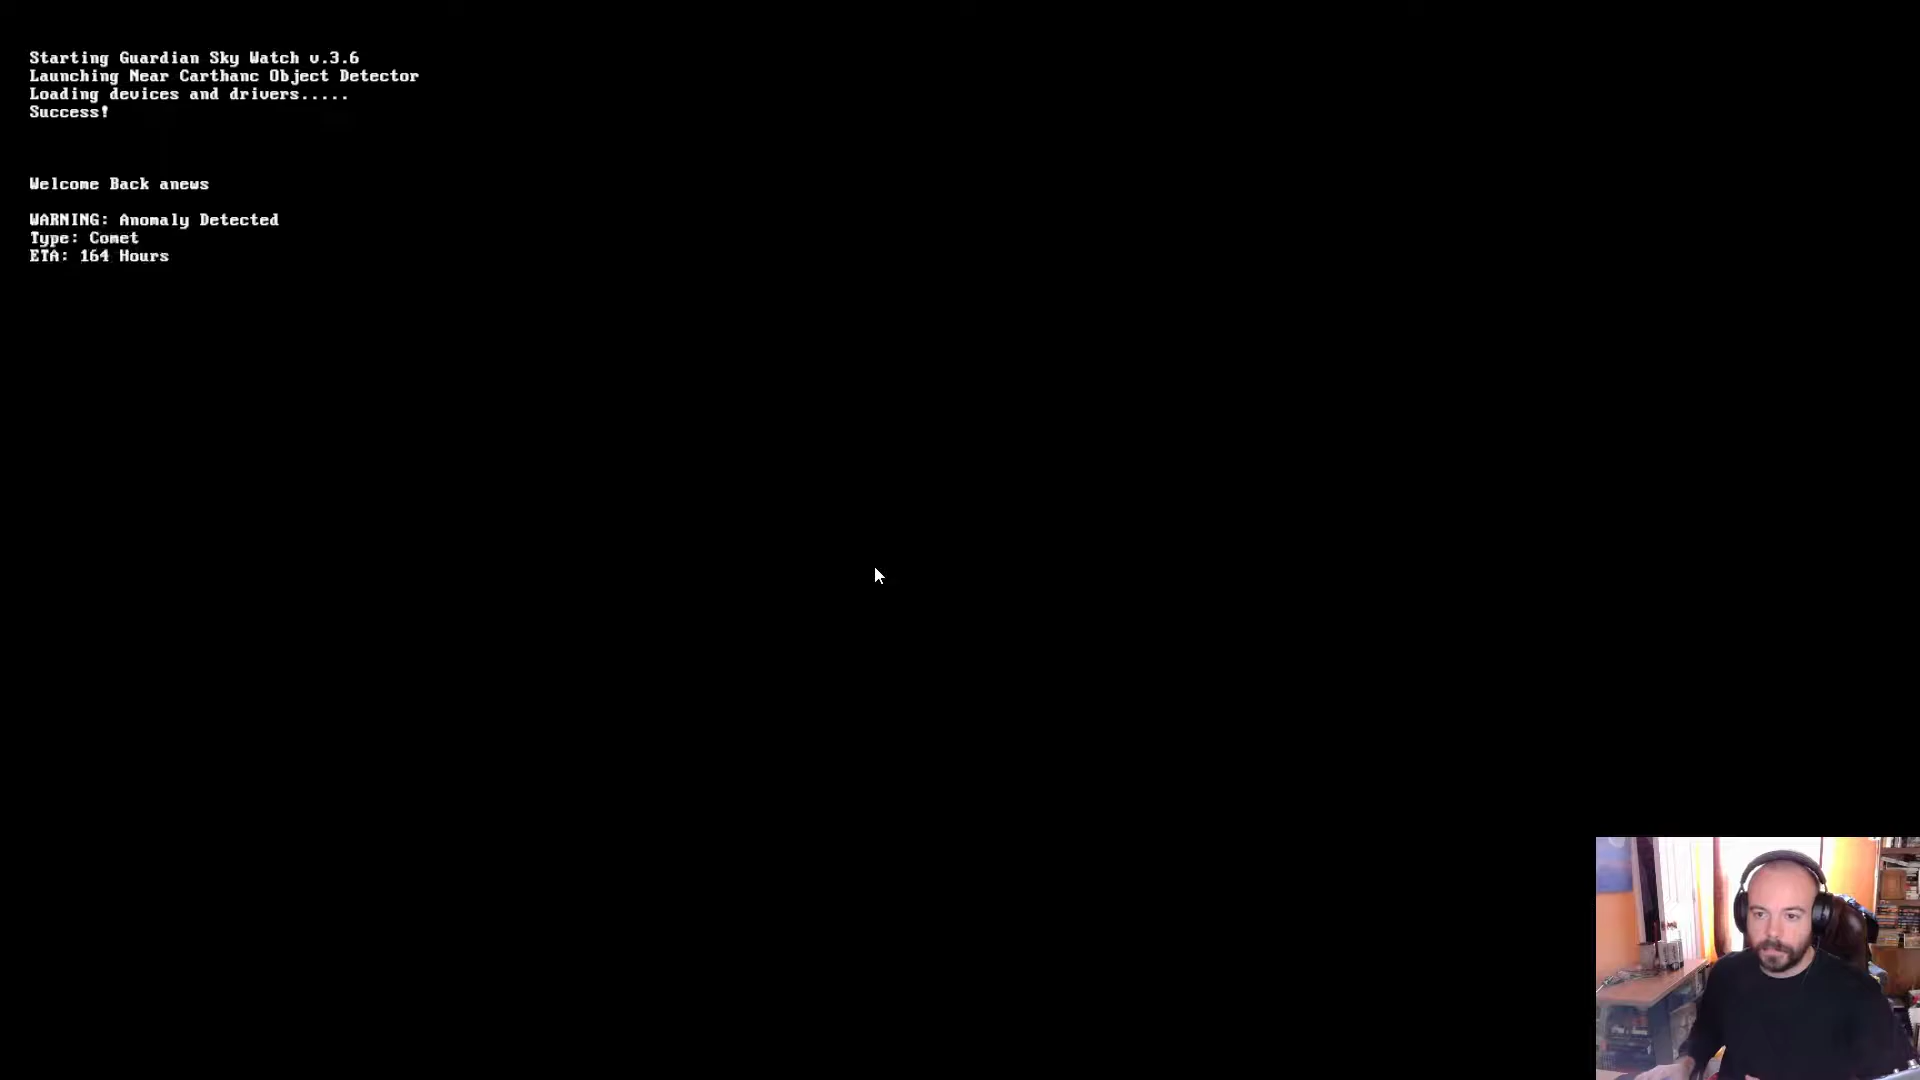 Starting Guardian Sky Watch v.3.6
Launching Near Carthanc Object Detector
Loading devices and drivers.....
Success!
Welcome Back anews
WARNING: Anomaly Detected
Type: Comet
ETA: 164 Hours